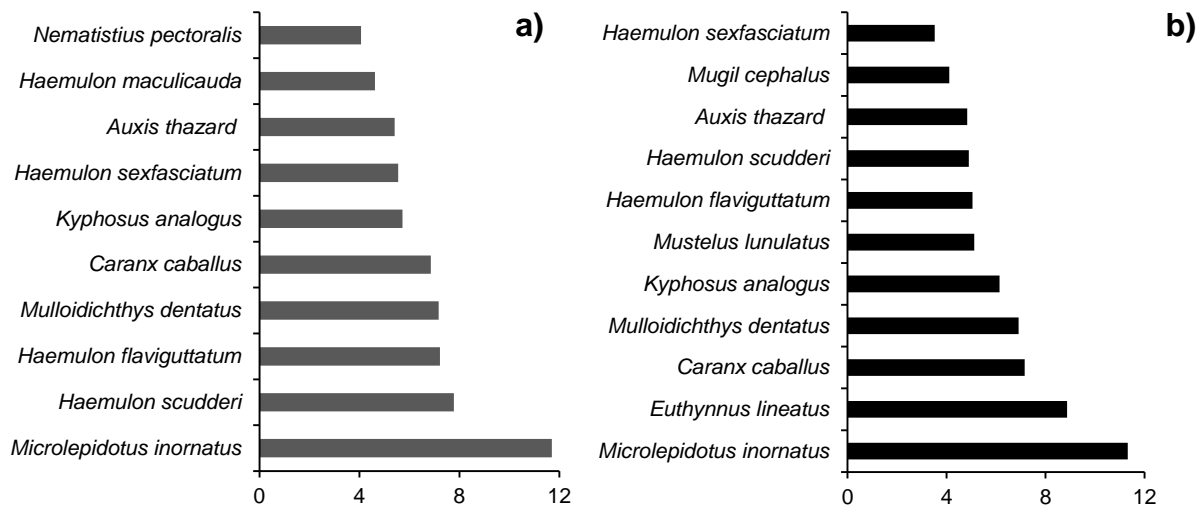 a)
Nematistius pectoralis
Haemulon maculicauda
Auxis thazard
Haemulon sexfasciatum
Kyphosus analogus
Caranx caballus
Mulloidichthys dentatus
Haemulon flaviguttatum
Haemulon scudderi
Microlepidotus inornatus
0 4 8 12
b)
Haemulon sexfasciatum
Mugil cephalus
Auxis thazard
Haemulon scudderi
Haemulon flaviguttatum
Mustelus lunulatus
Kyphosus analogus
Mulloidichthys dentatus
Caranx caballus
Euthynnus lineatus
Microlepidotus inornatus
0 4 8 12